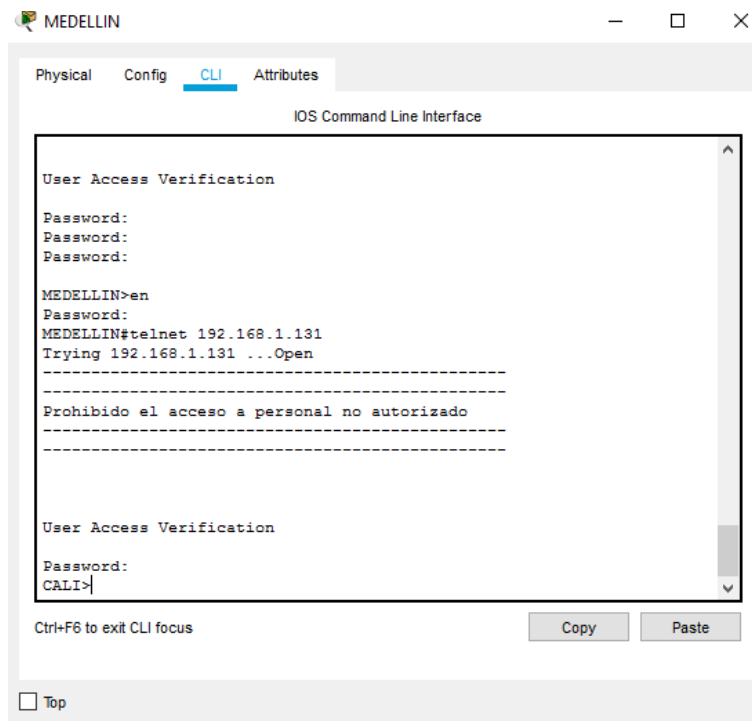 MEDELLIN
Physical Config CLI Attributes
IOS Command Line Interface
User Access Verification
Password:
Password:
Password:
MEDELLIN>en
Password:
MEDELLIN#telnet 192.168.1.131
Trying 192.168.1.131 ...Open
------------------------------------------------
------------------------------------------------
Prohibido el acceso a personal no autorizado
------------------------------------------------
------------------------------------------------
User Access Verification
Password:
CALI>
Ctrl+F6 to exit CLI focus
Copy Paste
Top